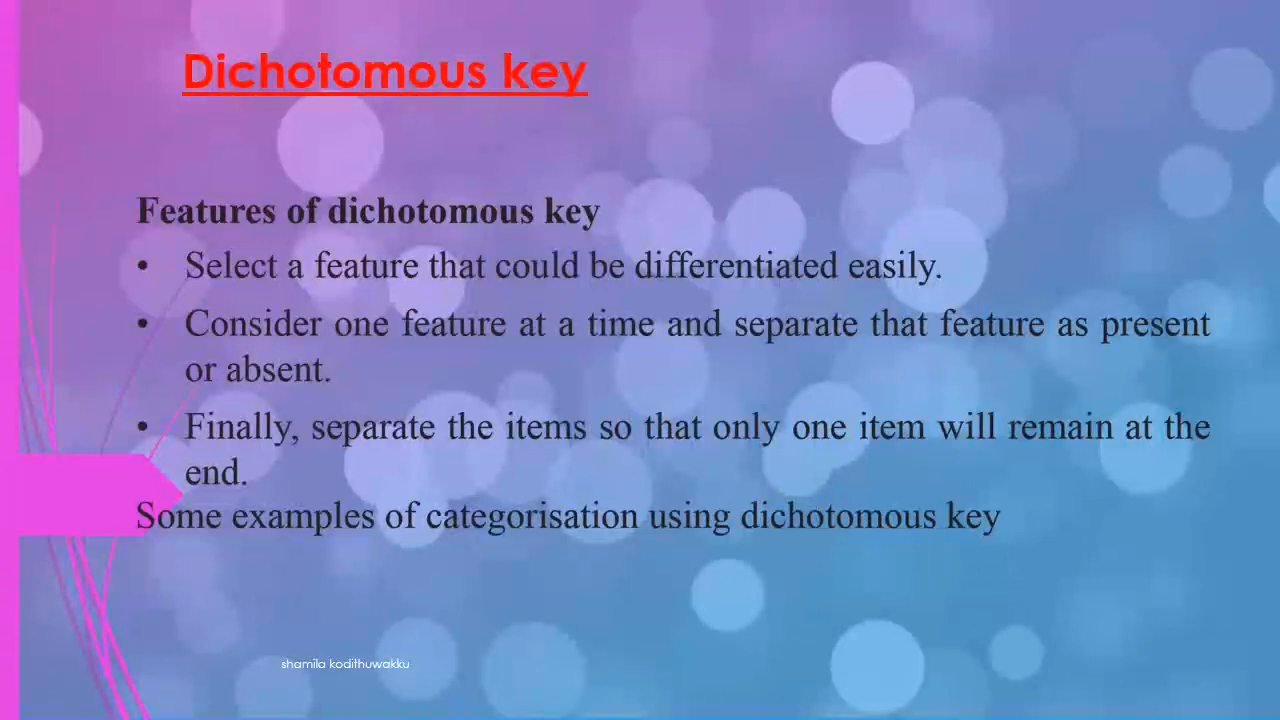 Dichotomous key
Features of dichotomous key
• Select a feature that could be differentiated easily.
• Consider one feature at a time and separate that feature as present
or absent.
• Finally, separate the items so that only one item will remain at the
end.
Some examples of categorisation using dichotomous key
shamila kodithuwakku